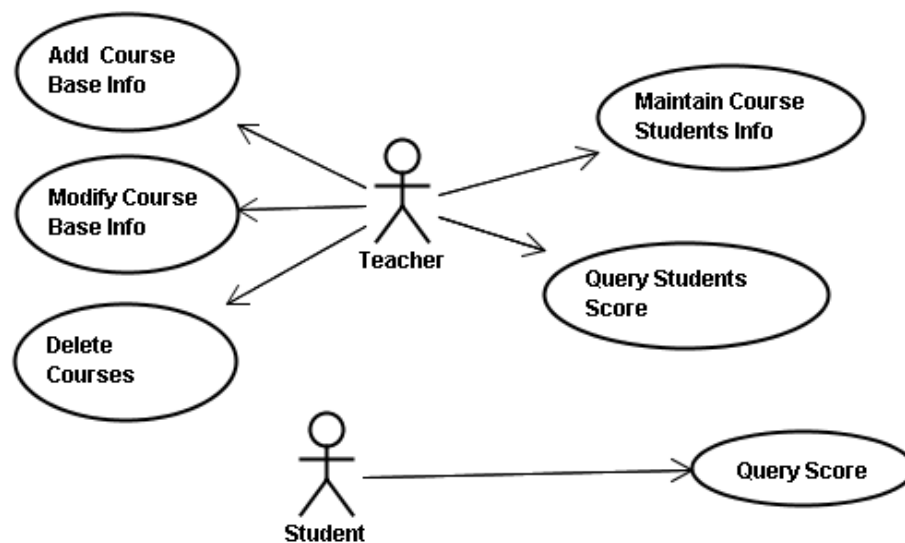 Add Course
Base Info
Maintain Course
Students Info
Modify Course
Base Info
Teacher
Query Students
Score
Delete
Courses
Query Score
Student